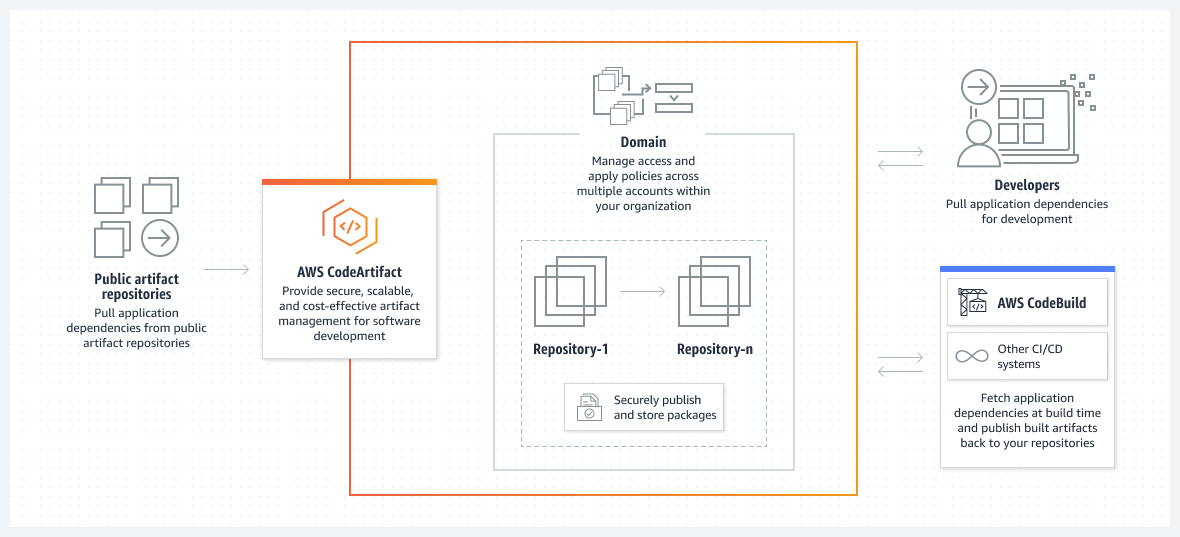 Public artifact
repositories
Pull application
dependencies from public
artifact repositories
AWS CodeArtifact
Provide secure, scalable,
and cost-effective artifact
management for software
development
Domain
Manage access and
apply policies across
multiple accounts within
your organization
Repository-1
Repository-n
Securely publish
and store packages
Developers
Pull application dependencies
for development
AWS CodeBuild
Other CI/CD
systems
Fetch application
dependencies at build time
and publish built artifacts
back to your repositories